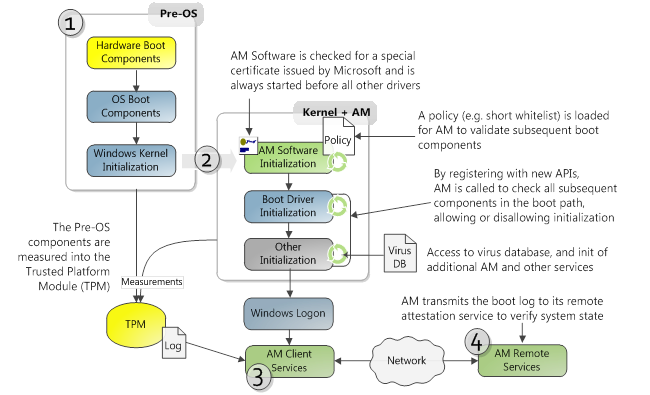 1
Pre-OS
Hardware Boot
Components
OS Boot
Components
Windows Kernel
Initialization
2
AM Software is checked for a special
certificate issued by Microsoft and is
always started before all other drivers
Kernel + AM
Policy
AM Software
Initialization
Boot Driver
Initialization
Other
Initialization
A policy (e.g. short whitelist) is loaded
for AM to validate subsequent boot
components
By registering with new APIs,
AM is called to check all subsequent
components in the boot path,
allowing or disallowing initialization
Virus
DB
Access to virus database, and init of
additional AM and other services
The Pre-OS
components are
measured into the
Trusted Platform
Module (TPM)
Measurements
TPM
Log
Windows Logon
AM Client
Services
3
Network
AM transmits the boot log to its remote
attestation service to verify system state
4
AM Remote
Services